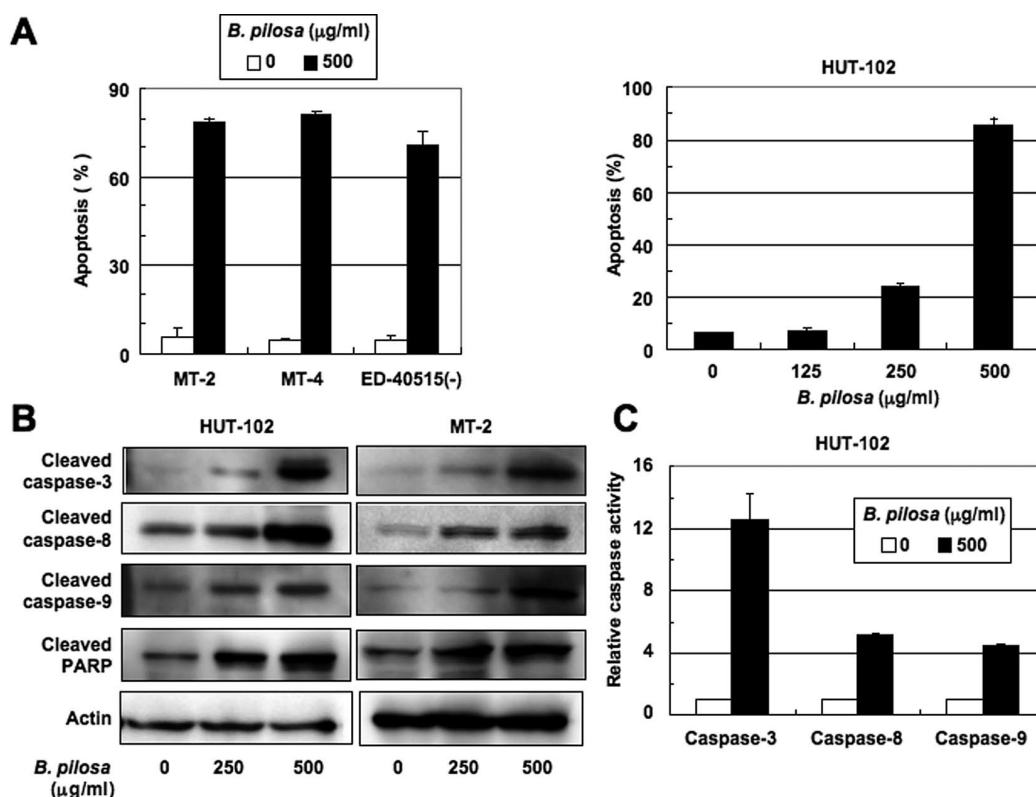 A
B. pilosa (μg/ml)
0 500
90
60
30
0
Apoptosis ( % )
MT-2 MT-4 ED-40515(-)
HUT-102
100
80
60
40
20
0
Apoptosis (%)
0 125 250 500
B. pilosa (μg/ml)
B
HUT-102 MT-2
Cleaved
caspase-3
Cleaved
caspase-8
Cleaved
caspase-9
Cleaved
PARP
Actin
B. pilosa 0 250 500 0 250 500
(μg/ml)
C
HUT-102
16
12
8
4
0
Relative caspase activity
B. pilosa (μg/ml)
0 500
Caspase-3 Caspase-8 Caspase-9